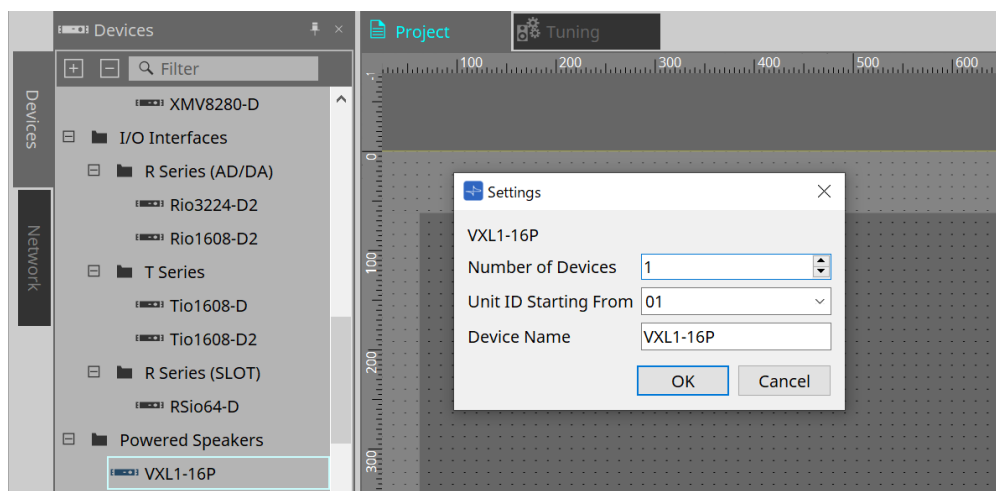 Devices
Filter
Devices
Network
XMV8280-D
I/O Interfaces
R Series (AD/DA)
Rio3224-D2
Rio1608-D2
T Series
Tio1608-D
Tio1608-D2
R Series (SLOT)
RSio64-D
Powered Speakers
VXL1-16P
Project
Tuning
100 200 300 400 500 600
0
100
200
300
Settings
VXL1-16P
Number of Devices 1
Unit ID Starting From 01
Device Name VXL1-16P
OK Cancel